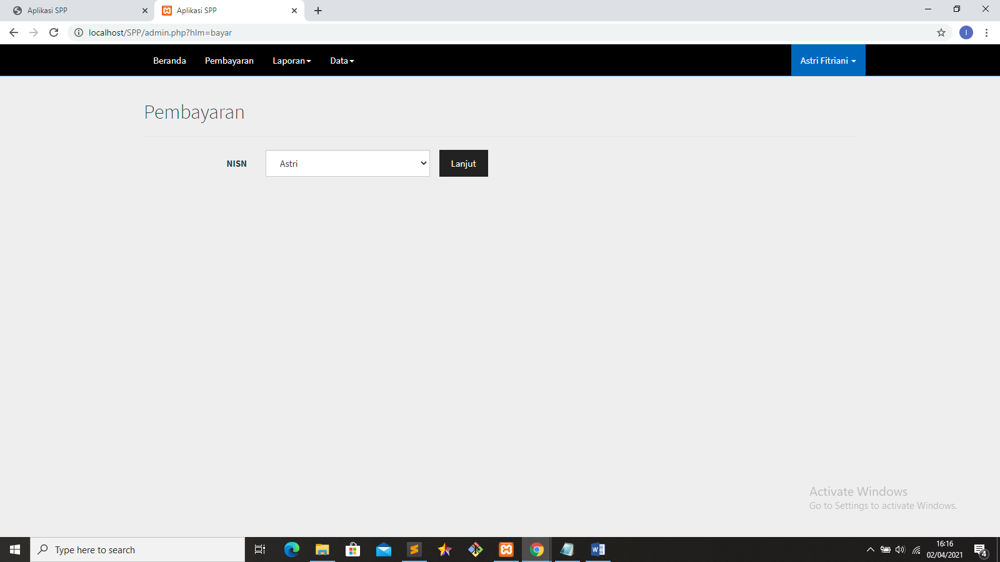 Aplikasi SPP
Aplikasi SPP
localhost/SPP/admin.php?hlm=bayar
I
Beranda
Pembayaran
Laporan
Data
Astri Fitriani
Pembayaran
NISN
Astri
Lanjut
Activate Windows
Go to Settings to activate Windows.
Type here to search
16:16
02/04/2021
4